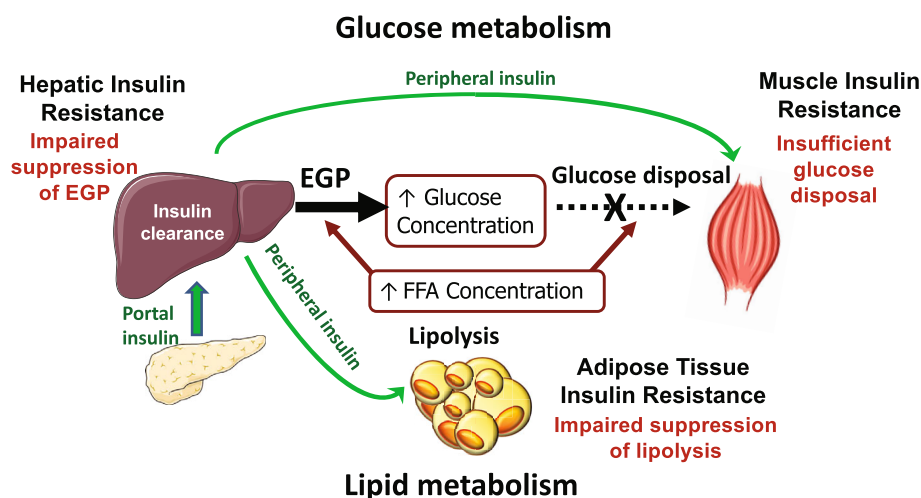 Glucose metabolism
Hepatic Insulin
Resistance
Impaired
suppression
of EGP
Peripheral insulin
Muscle Insulin
Resistance
Insufficient
glucose
disposal
EGP
Glucose disposal
X
↑ Glucose
Concentration
Insulin
clearance
↑ FFA Concentration
Peripheral insulin
Portal
insulin
Lipolysis
Adipose Tissue
Insulin Resistance
Impaired suppression
of lipolysis
Lipid metabolism